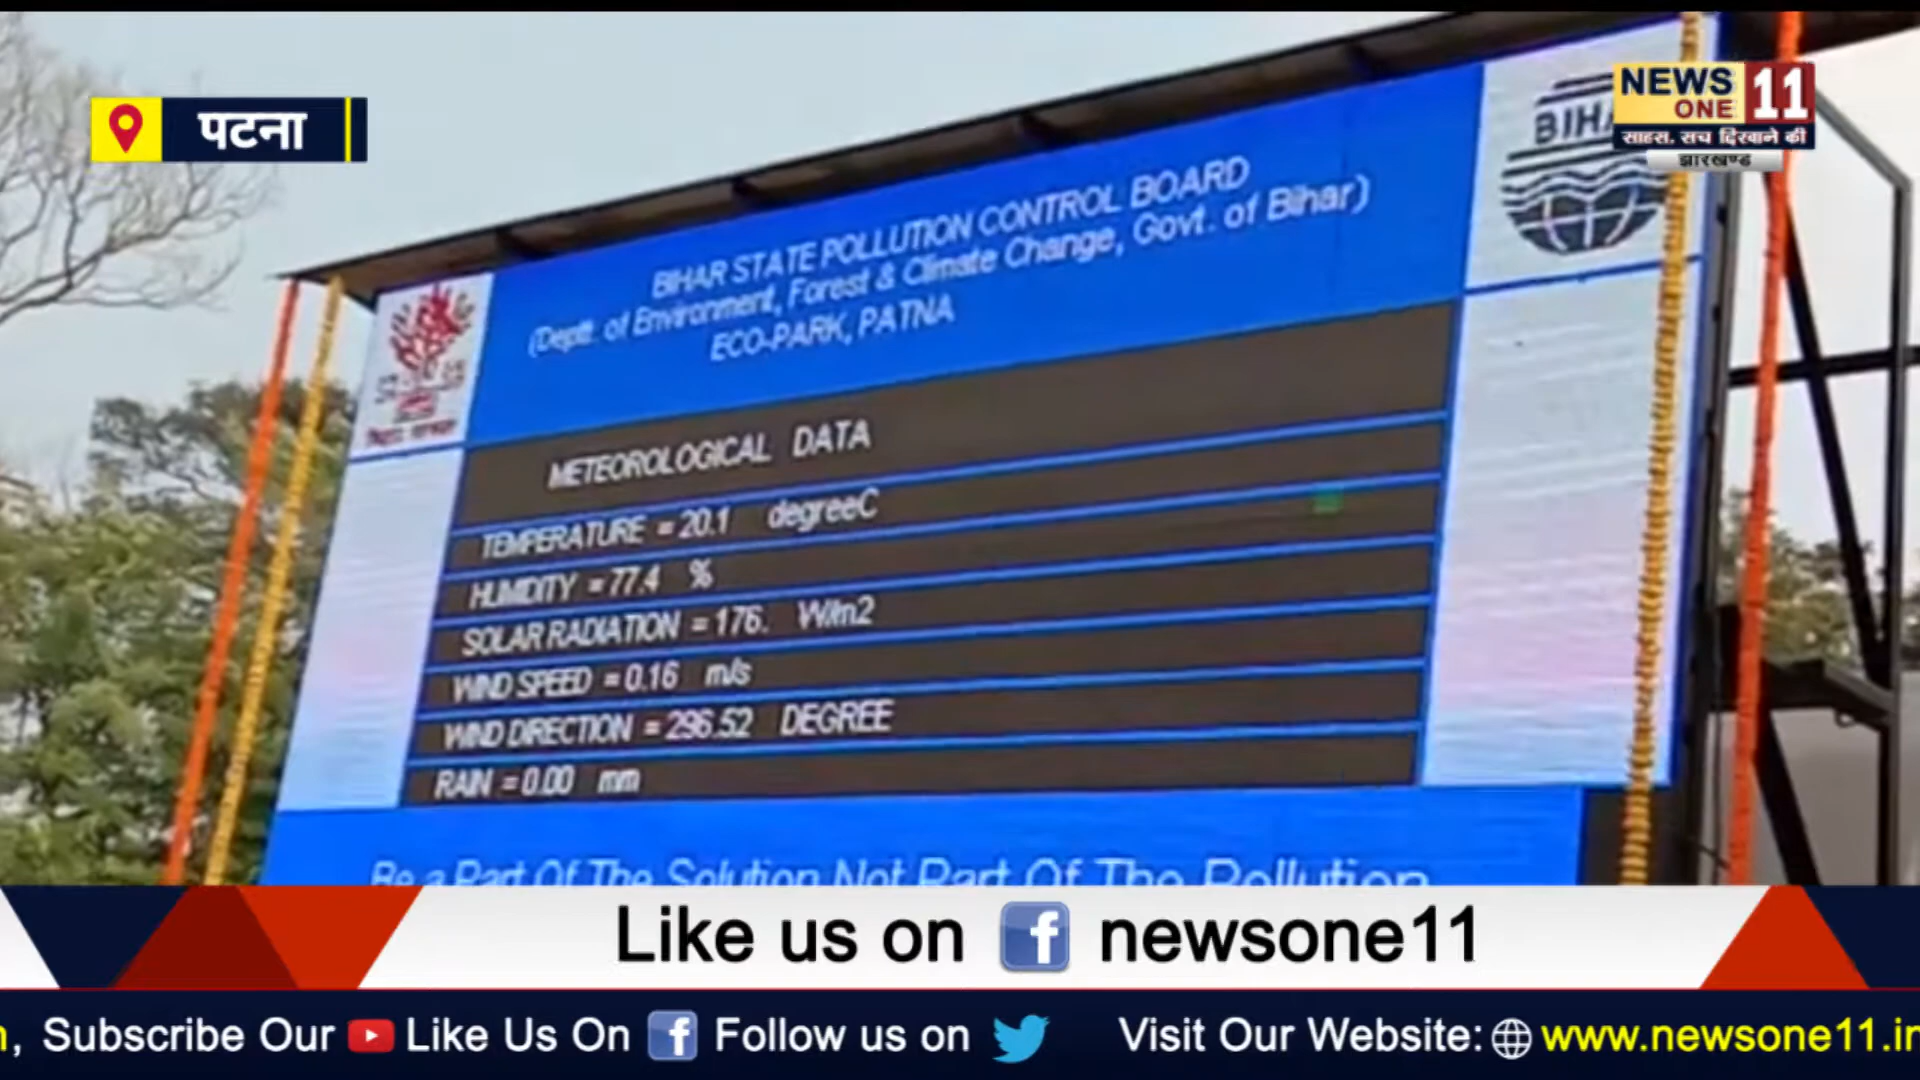 पटना
NEWS
ONE
11
साहस, सच दिखाने की
झारखण्ड
BIHAR STATE POLLUTION CONTROL BOARD
(Deptt. of Environment, Forest & Climate Change, Govt. of Bihar)
ECO-PARK, PATNA
METEOROLOGICAL DATA
TEMPERATURE = 20.1 degreeC
HUMIDITY = 77.4 %
SOLAR RADIATION = 176. W/m2
WIND SPEED = 0.16 m/s
WIND DIRECTION = 296.52 DEGREE
RAIN = 0.00 mm
Be a Part Of The Solution Not Part Of The Pollution
Like us on newsone11
, Subscribe Our Like Us On Follow us on Visit Our Website: www.newsone11.in